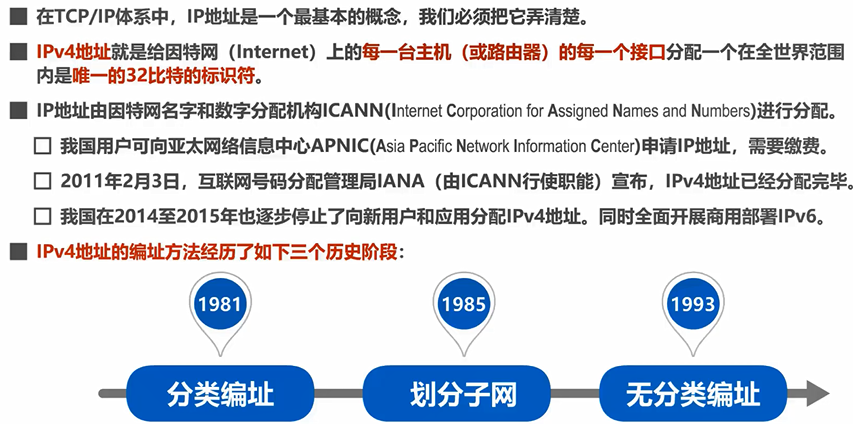 ■ 在TCP/IP体系中，IP地址是一个最基本的概念，我们必须把它弄清楚。
■ IPv4地址就是给因特网（Internet）上的每一台主机（或路由器）的每一个接口分配一个在全世界范围
内是唯一的32比特的标识符。
■ IP地址由因特网名字和数字分配机构ICANN(Internet Corporation for Assigned Names and Numbers)进行分配。
□ 我国用户可向亚太网络信息中心APNIC(Asia Pacific Network Information Center)申请IP地址，需要缴费。
□ 2011年2月3日，互联网号码分配管理局IANA（由ICANN行使职能）宣布，IPv4地址已经分配完毕。
□ 我国在2014至2015年也逐步停止了向新用户和应用分配IPv4地址。同时全面开展商用部署IPv6。
■ IPv4地址的编址方法经历了如下三个历史阶段：
1981 1985 1993
分类编址 划分子网 无分类编址